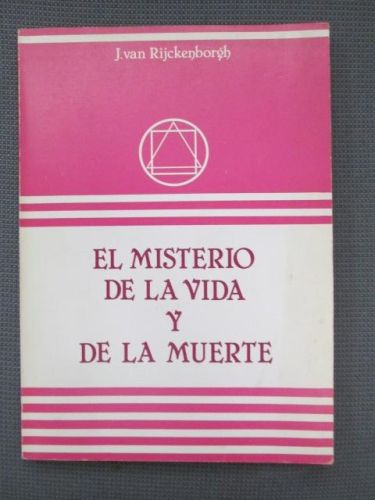 J. van Rijckenborgh
EL MISTERIO
DE LA VIDA
Y
DE LA MUERTE